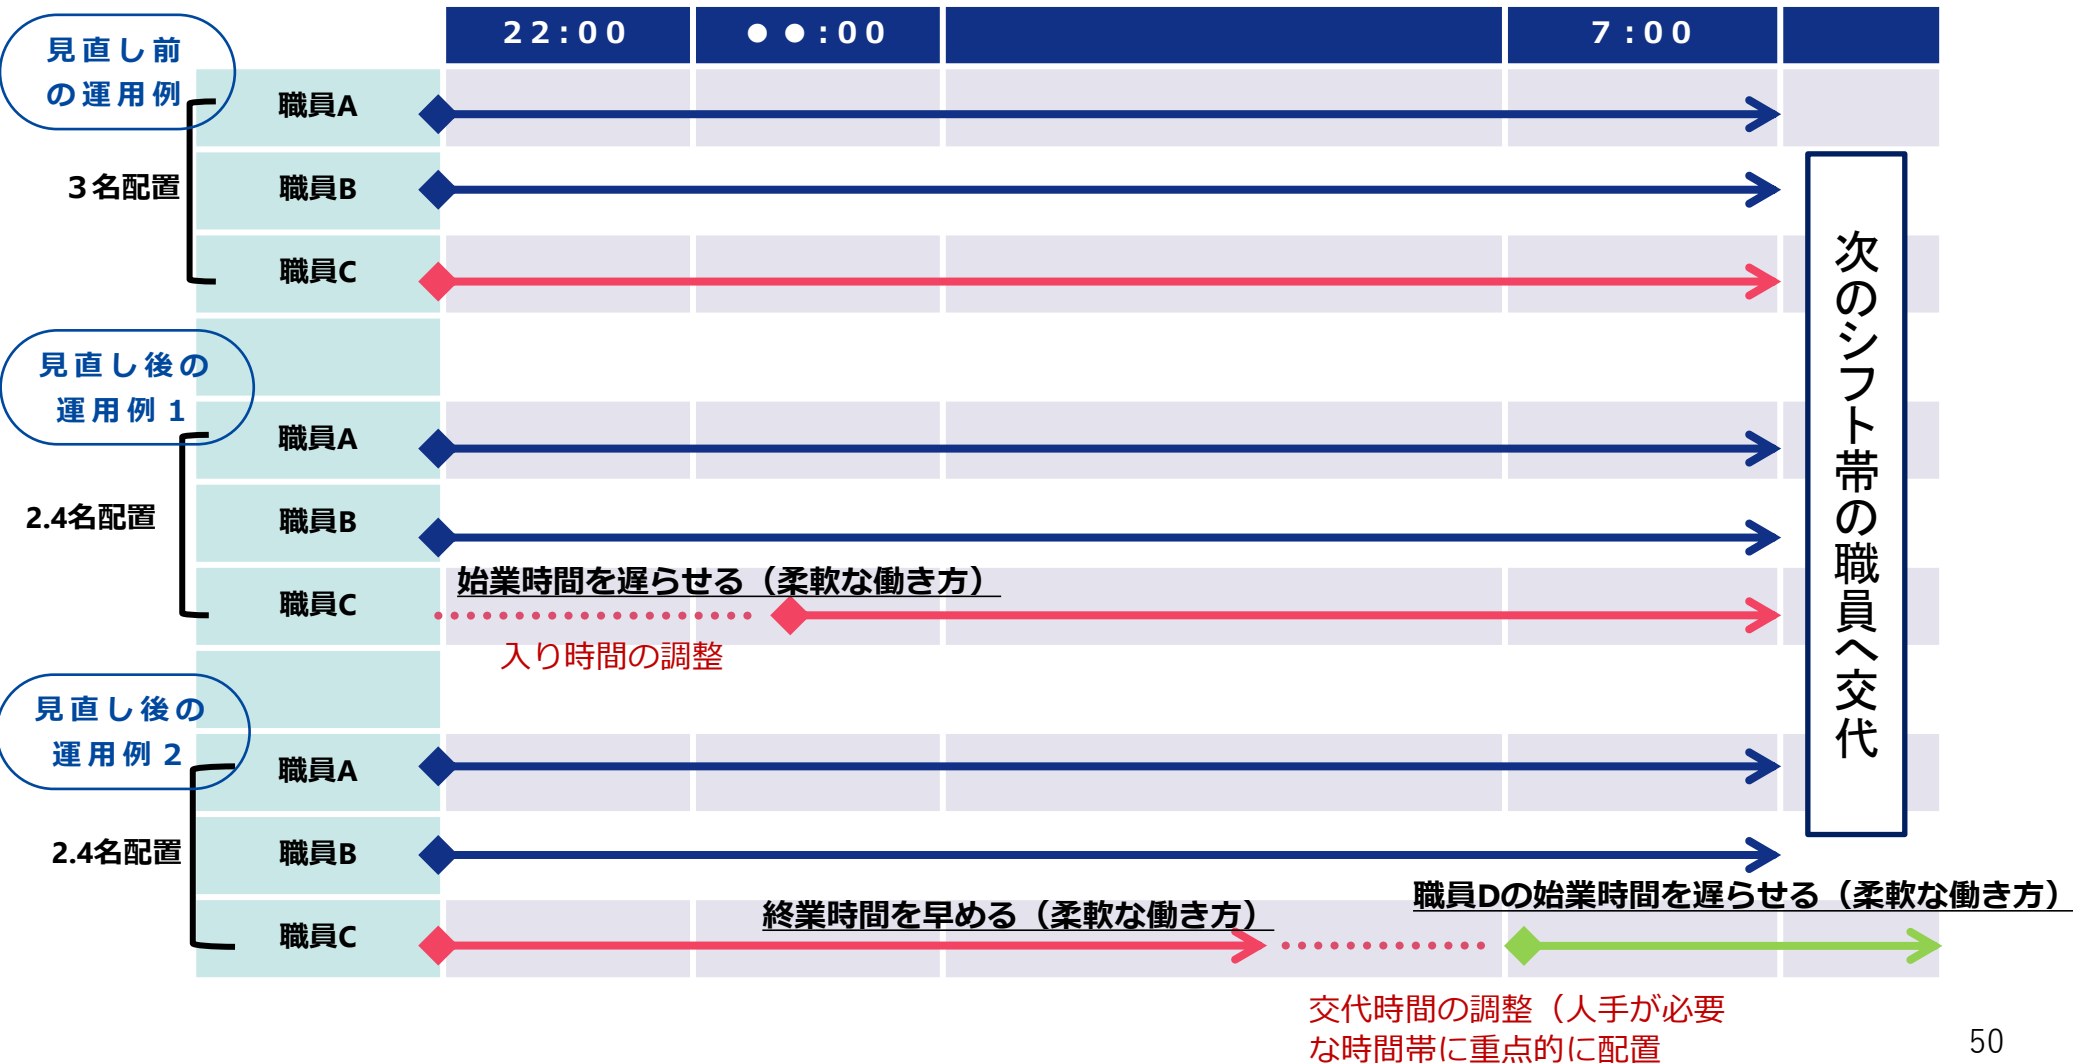 22:00
●●:00
7:00
見直し前
の運用例
職員A
3名配置
職員B
職員C
見直し後の
運用例1
職員A
2.4名配置
職員B
始業時間を遅らせる（柔軟な働き方）
職員C
入り時間の調整
見直し後の
運用例2
職員A
2.4名配置
職員B
終業時間を早める（柔軟な働き方）
職員Dの始業時間を遅らせる（柔軟な働き方）
職員C
次のシフト帯の職員へ交代
交代時間の調整（人手が必要
な時間帯に重点的に配置
50